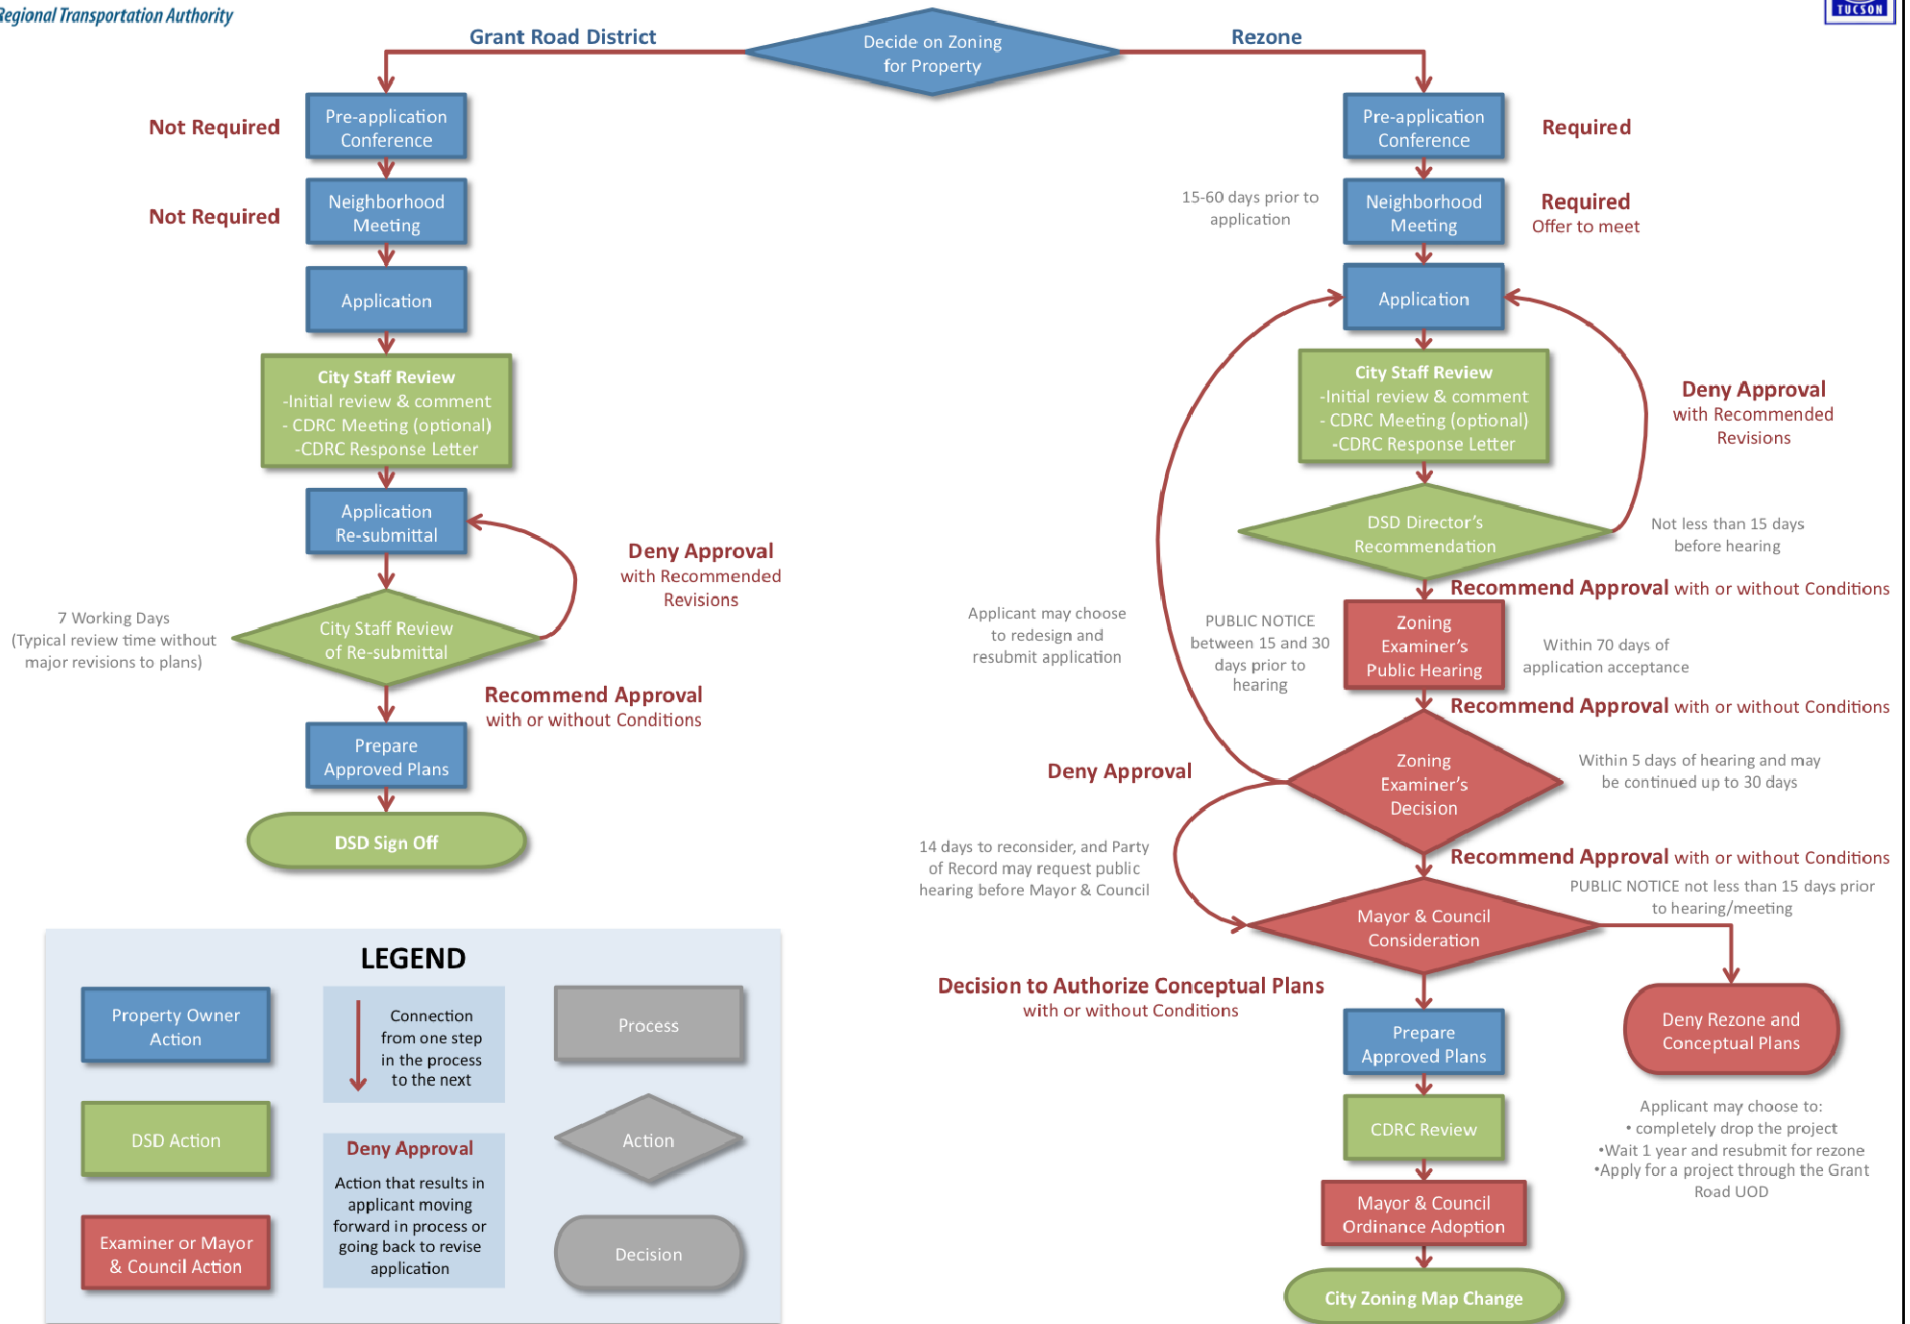 Regional Transportation Authority
TUCSON
Grant Road District
Decide on Zoning
for Property
Rezone
Not Required
Pre-application
Conference
Not Required
Neighborhood
Meeting
Application
City Staff Review
-Initial review & comment
- CDRC Meeting (optional)
-CDRC Response Letter
Application
Re-submittal
Deny Approval
with Recommended
Revisions
7 Working Days
(Typical review time without
major revisions to plans)
City Staff Review
of Re-submittal
Recommend Approval
with or without Conditions
Prepare
Approved Plans
DSD Sign Off
Pre-application
Conference
Required
15-60 days prior to
application
Neighborhood
Meeting
Required
Offer to meet
Application
City Staff Review
-Initial review & comment
- CDRC Meeting (optional)
-CDRC Response Letter
Deny Approval
with Recommended
Revisions
DSD Director's
Recommendation
Not less than 15 days
before hearing
Recommend Approval with or without Conditions
Applicant may choose
to redesign and
resubmit application
PUBLIC NOTICE
between 15 and 30
days prior to
hearing
Zoning
Examiner's
Public Hearing
Within 70 days of
application acceptance
Recommend Approval with or without Conditions
Deny Approval
Zoning
Examiner's
Decision
Within 5 days of hearing and may
be continued up to 30 days
14 days to reconsider, and Party
of Record may request public
hearing before Mayor & Council
Recommend Approval with or without Conditions
PUBLIC NOTICE not less than 15 days prior
to hearing/meeting
Mayor & Council
Consideration
Decision to Authorize Conceptual Plans
with or without Conditions
Prepare
Approved Plans
Deny Rezone and
Conceptual Plans
Applicant may choose to:
• completely drop the project
•Wait 1 year and resubmit for rezone
•Apply for a project through the Grant
Road UOD
CDRC Review
Mayor & Council
Ordinance Adoption
City Zoning Map Change
LEGEND
Property Owner
Action
Connection
from one step
in the process
to the next
Process
DSD Action
Deny Approval
Action that results in
applicant moving
forward in process or
going back to revise
application
Action
Examiner or Mayor
& Council Action
Decision